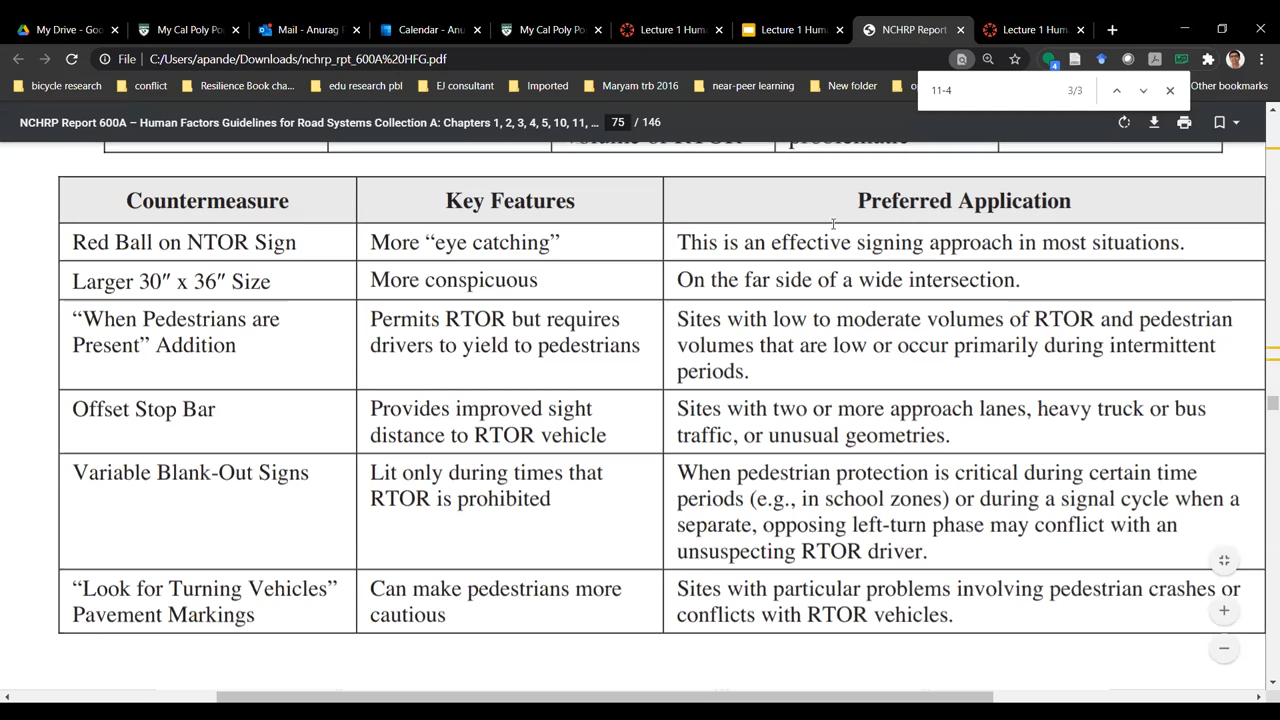 My Drive - Goo
My Cal Poly Po
Mail - Anurag P
Calendar - Anu
My Cal Poly Po
Lecture 1 Hum
Lecture 1 Hum
NCHRP Report
Lecture 1 Hum
File C:/Users/apande/Downloads/nchrp_rpt_600A%20HFG.pdf
4
bicycle research
conflict
Resilience Book cha...
edu research pbl
EJ consultant
Imported
Maryam trb 2016
near-peer meeting
New folder
Other bookmarks
11-4 3/3
NCHRP Report 600A – Human Factors Guidelines for Road Systems Collection A: Chapters 1, 2, 3, 4, 5, 10, 11, ... 75 / 146
volume of RTOR problematic
Countermeasure Key Features Preferred Application
Red Ball on NTOR Sign More “eye catching” This is an effective signing approach in most situations.
Larger 30″ x 36″ Size More conspicuous On the far side of a wide intersection.
“When Pedestrians are Permits RTOR but requires Sites with low to moderate volumes of RTOR and pedestrian
Present” Addition drivers to yield to pedestrians volumes that are low or occur primarily during intermittent
periods.
Offset Stop Bar Provides improved sight Sites with two or more approach lanes, heavy truck or bus
distance to RTOR vehicle traffic, or unusual geometries.
Variable Blank-Out Signs Lit only during times that When pedestrian protection is critical during certain time
RTOR is prohibited periods (e.g., in school zones) or during a signal cycle when a
separate, opposing left-turn phase may conflict with an
unsuspecting RTOR driver.
“Look for Turning Vehicles” Can make pedestrians more Sites with particular problems involving pedestrian crashes or
Pavement Markings cautious conflicts with RTOR vehicles.